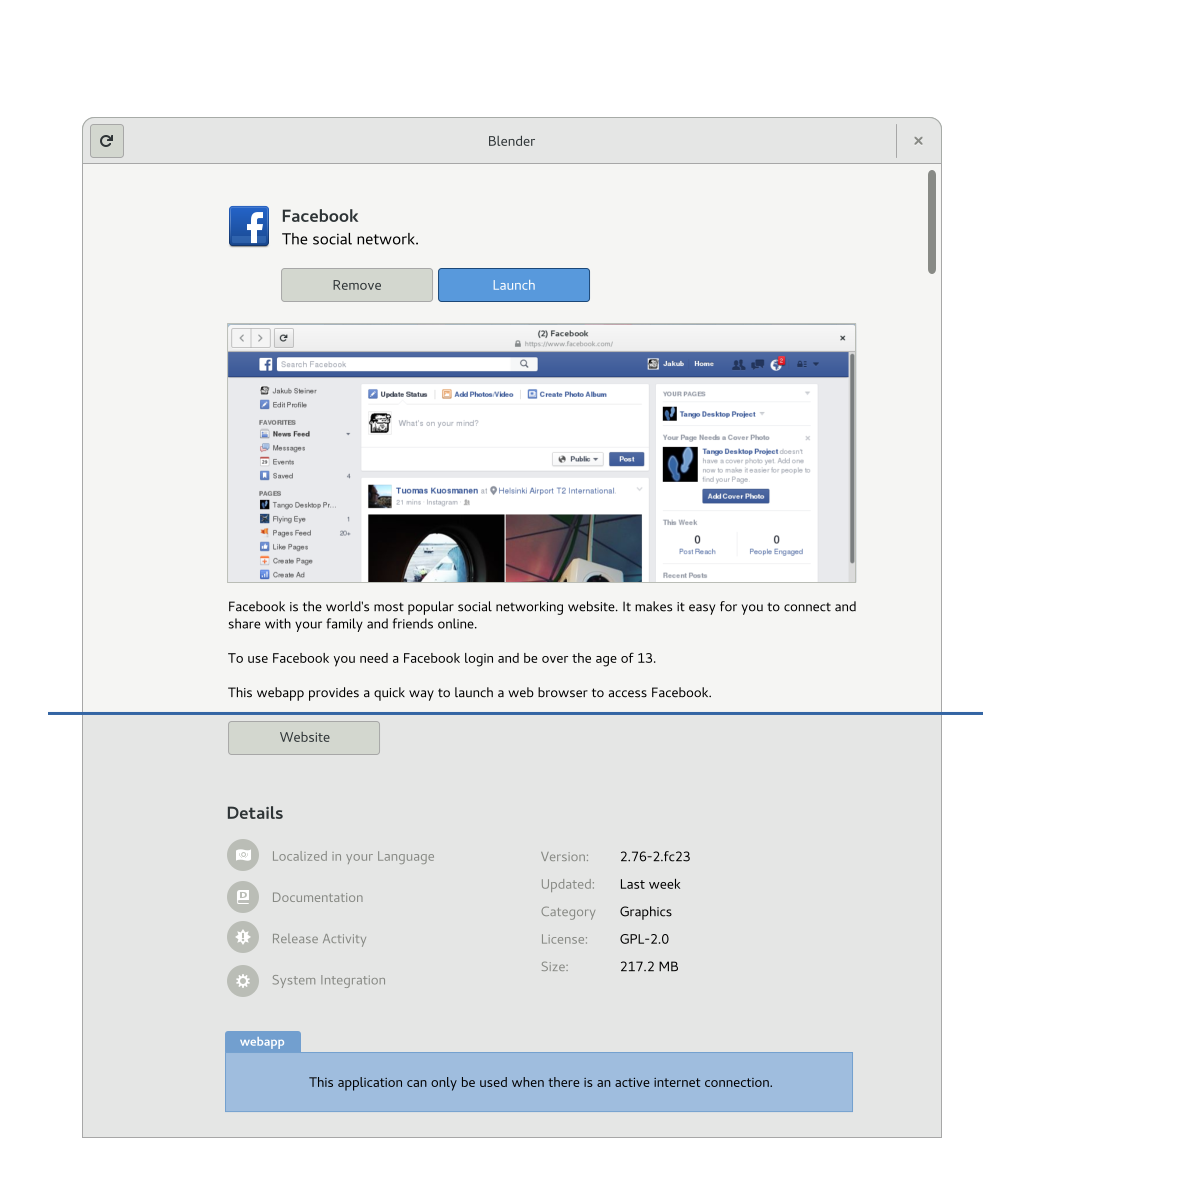 Blender
Facebook
The social network.
Remove
Launch
(2) Facebook
https://www.facebook.com/
Search Facebook
Jakub
Home
2
Jakub Steiner
Edit Profile
FAVORITES
News Feed
Messages
Events
Saved 4
PAGES
Tango Desktop Pr...
Flying Eye 1
Pages Feed 20+
Like Pages
Create Page
Create Ad
Update Status
Add Photos/Video
Create Photo Album
What's on your mind?
Public
Post
Tuomas Kuosmanen at Helsinki Airport T2 International.
21 mins · Instagram ·
YOUR PAGES
Tango Desktop Project
Your Page Needs a Cover Photo
Tango Desktop Project doesn't
have a cover photo yet. Add one
now to make it easier for people to
find your Page.
Add Cover Photo
This Week
0
Post Reach
0
People Engaged
Recent Posts
Facebook is the world's most popular social networking website. It makes it easy for you to connect and
share with your family and friends online.
To use Facebook you need a Facebook login and be over the age of 13.
This webapp provides a quick way to launch a web browser to access Facebook.
Website
Details
Localized in your Language
Documentation
Release Activity
System Integration
Version: 2.76-2.fc23
Updated: Last week
Category Graphics
License: GPL-2.0
Size: 217.2 MB
webapp
This application can only be used when there is an active internet connection.